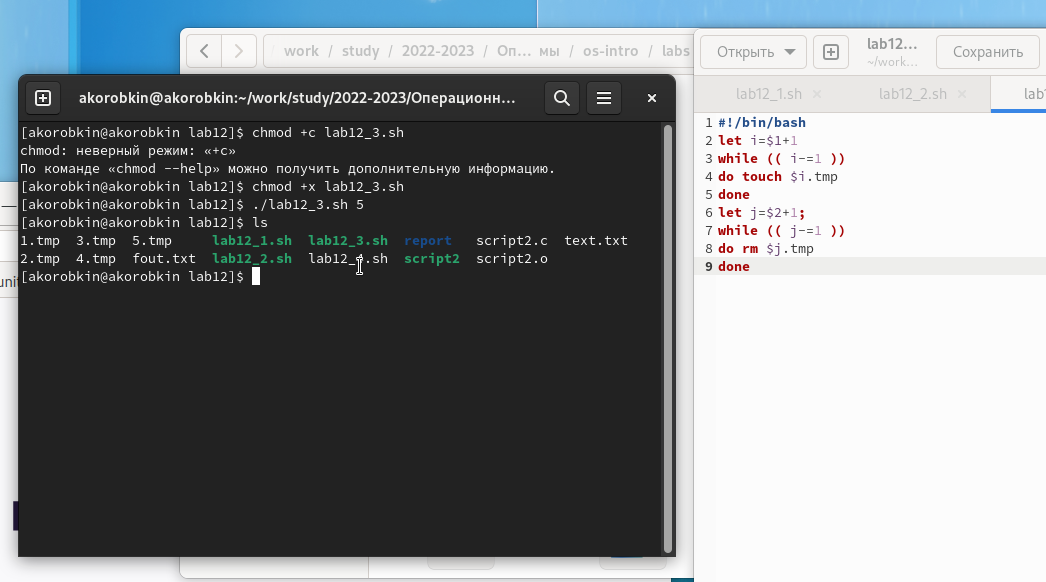 work / study / 2022-2023 / Оп… мы / os-intro / labs
Открыть
lab12…
~/work…
Сохранить
akorobkin@akorobkin:~/work/study/2022-2023/Операционн…
lab12_1.sh × lab12_2.sh × lab1
[akorobkin@akorobkin lab12]$ chmod +c lab12_3.sh
chmod: неверный режим: «+c»
По команде «chmod --help» можно получить дополнительную информацию.
[akorobkin@akorobkin lab12]$ chmod +x lab12_3.sh
[akorobkin@akorobkin lab12]$ ./lab12_3.sh 5
[akorobkin@akorobkin lab12]$ ls
1.tmp 3.tmp 5.tmp lab12_1.sh lab12_3.sh report script2.c text.txt
2.tmp 4.tmp fout.txt lab12_2.sh lab12_4.sh script2 script2.o
[akorobkin@akorobkin lab12]$
1 #!/bin/bash
2 let i=$1+1
3 while (( i-=1 ))
4 do touch $i.tmp
5 done
6 let j=$2+1;
7 while (( j-=1 ))
8 do rm $j.tmp
9 done
unit